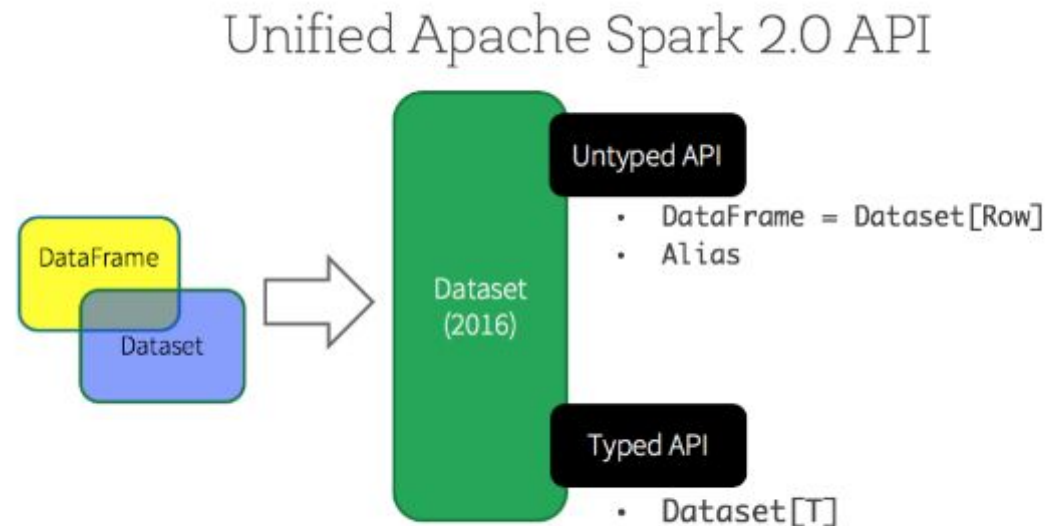 Unified Apache Spark 2.0 API
DataFrame
Dataset
Dataset
(2016)
Untyped API
• DataFrame = Dataset[Row]
• Alias
Typed API
• Dataset[T]